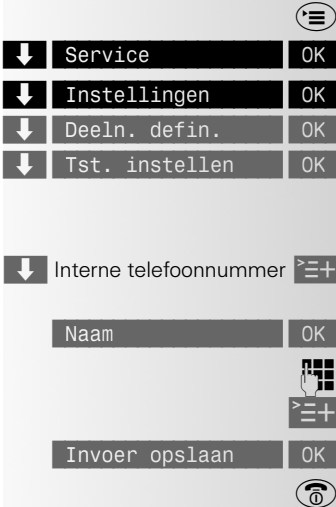 Service OK
Instellingen OK
Deeln. defin. OK
Tst. instellen OK
Interne telefoonnummer
Naam OK
Invoer opslaan OK